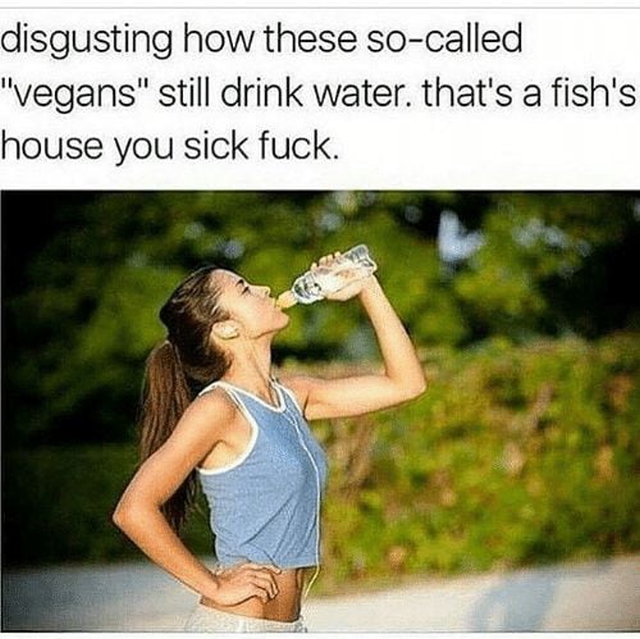 disgusting how these so-called
"vegans" still drink water. that's a fish's
house you sick fuck.